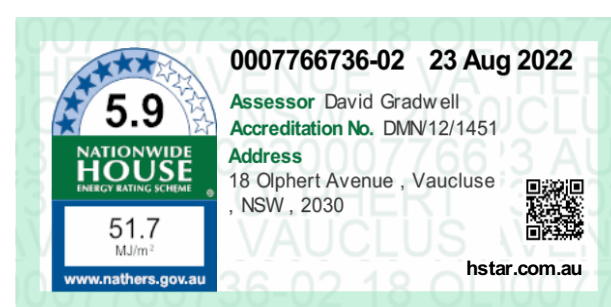 0007766736-02 23 Aug 2022
5.9
Assessor David Gradwell
Accreditation No. DMN/12/1451
NATIONWIDE
HOUSE
ENERGY RATING SCHEME
Address
18 Olphert Avenue , Vaucluse
, NSW , 2030
51.7
MJ/m²
www.nathers.gov.au
hstar.com.au